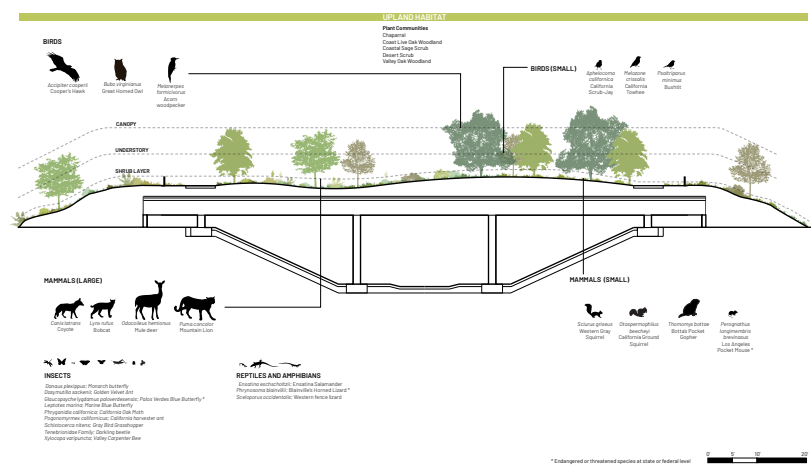 UPLAND HABITAT
Plant Communities
Chaparral
Coast Live Oak Woodland
Coastal Sage Scrub
Desert Scrub
Valley Oak Woodland
BIRDS
Accipiter cooperii
Cooper's Hawk
Bubo virginianus
Great Horned Owl
Melanerpes
formicivorus
Acorn
woodpecker
BIRDS (SMALL)
Aphelocoma
californica
California
Scrub-Jay
Melozone
crissalis
California
Towhee
Psaltriparus
minimus
Bushtit
CANOPY
UNDERSTORY
SHRUB LAYER
MAMMALS (LARGE)
Canis latrans
Coyote
Lynx rufus
Bobcat
Odocoileus hemionus
Mule deer
Puma concolor
Mountain Lion
MAMMALS (SMALL)
Sciurus griseus
Western Gray
Squirrel
Otospermophilus
beecheyi
California Ground
Squirrel
Thomomys bottae
Botta's Pocket
Gopher
Perognathus
longimembris
brevinasus
Los Angeles
Pocket Mouse *
INSECTS
Danaus plexippus; Monarch butterfly
Dasymutilla sackenii; Golden Velvet Ant
Glaucopsyche lygdamus palosverdesensis; Palos Verdes Blue Butterfly *
Leptotes marina; Marine Blue Butterfly
Phryganidia californica; California Oak Moth
Pogonomyrmex californicus; California harvester ant
Schistocerca nitens; Gray Bird Grasshopper
Tenebrionidae Family; Darkling beetle
Xylocopa varipuncta; Valley Carpenter Bee
REPTILES AND AMPHIBIANS
Ensatina eschscholtzii; Ensatina Salamander
Phrynosoma blainvillii; Blainville's Horned Lizard *
Sceloporus occidentalis; Western fence lizard
* Endangered or threatened species at state or federal level
0' 5' 10' 20'